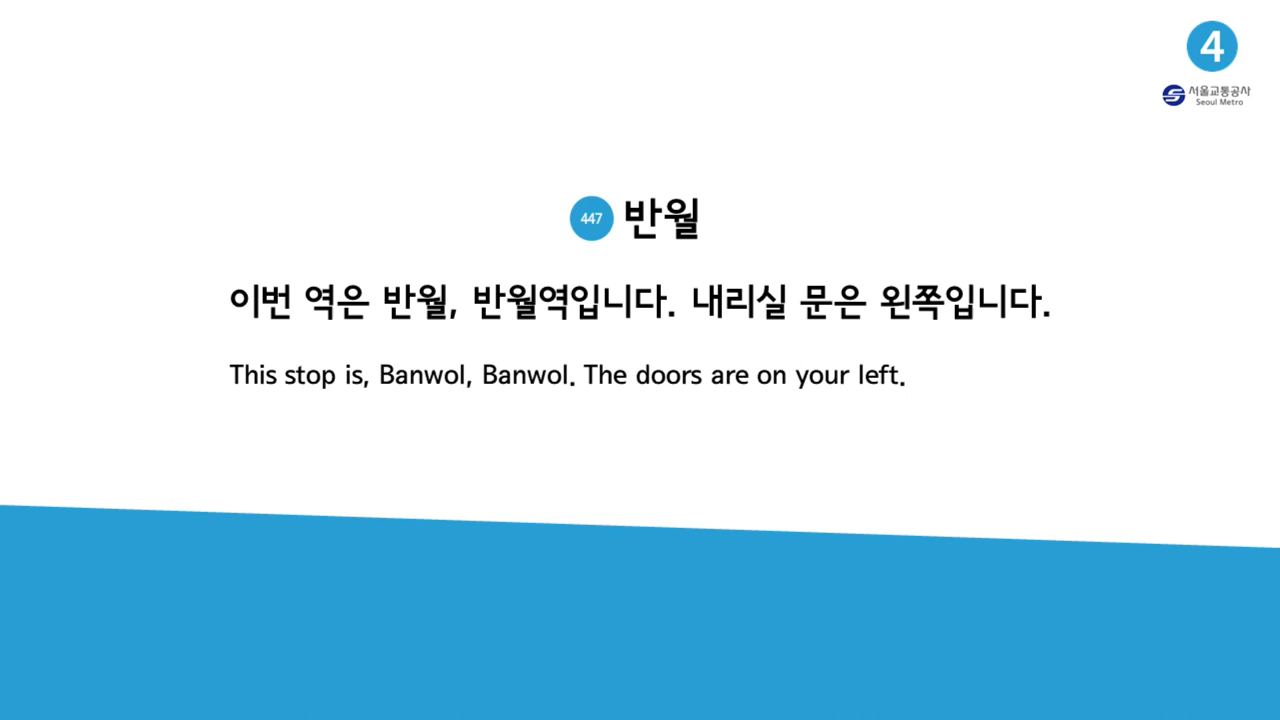 4
서울교통공사
Seoul Metro
447 반월
이번 역은 반월, 반월역입니다. 내리실 문은 왼쪽입니다.
This stop is, Banwol, Banwol. The doors are on your left.